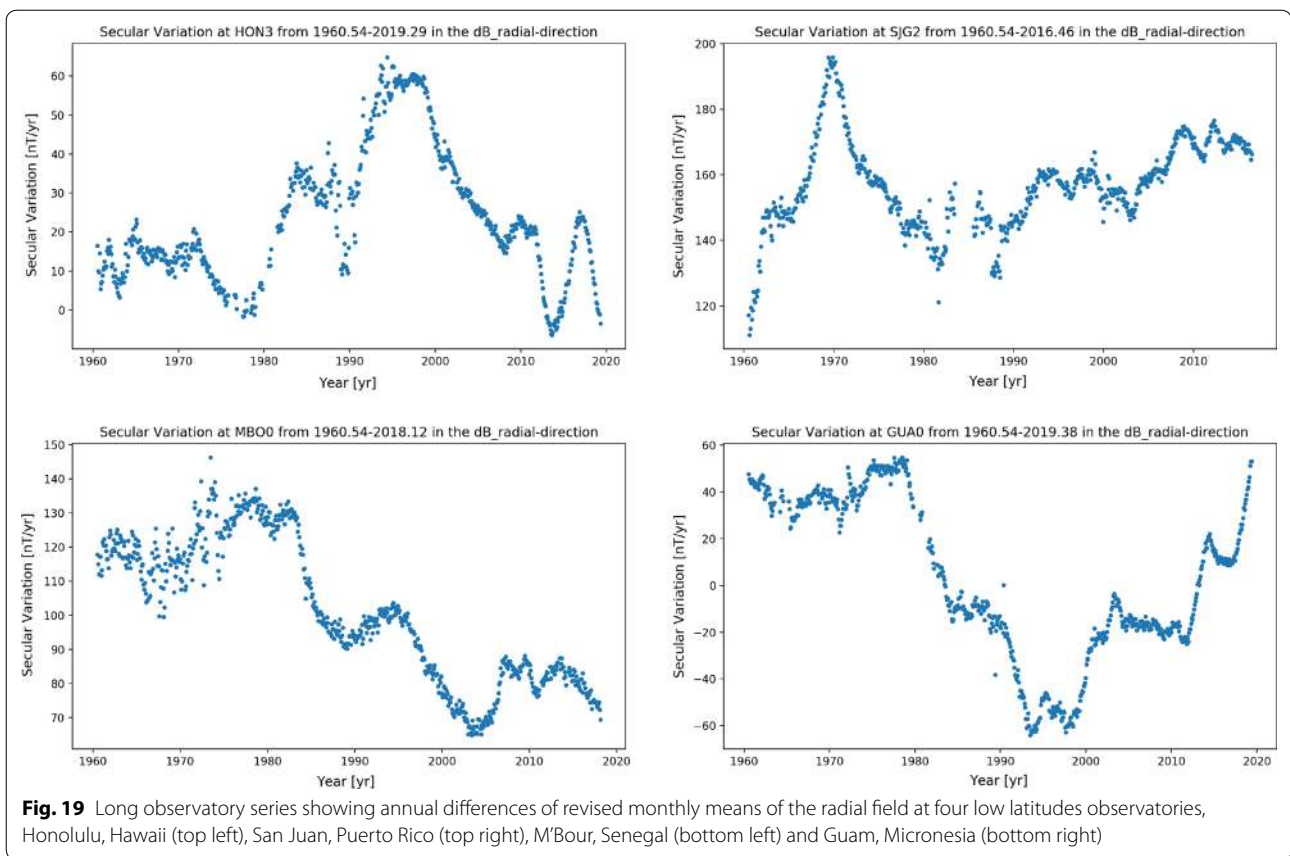 Secular Variation at HON3 from 1960.54-2019.29 in the dB_radial-direction
Secular Variation [nT/yr]
60
50
40
30
20
10
0
1960 1970 1980 1990 2000 2010 2020
Year [yr]
Secular Variation at SJG2 from 1960.54-2016.46 in the dB_radial-direction
Secular Variation [nT/yr]
200
180
160
140
120
1960 1970 1980 1990 2000 2010
Year [yr]
Secular Variation at MBO0 from 1960.54-2018.12 in the dB_radial-direction
Secular Variation [nT/yr]
150
140
130
120
110
100
90
80
70
1960 1970 1980 1990 2000 2010 2020
Year [yr]
Secular Variation at GUA0 from 1960.54-2019.38 in the dB_radial-direction
Secular Variation [nT/yr]
60
40
20
0
−20
−40
−60
1960 1970 1980 1990 2000 2010 2020
Year [yr]
Fig. 19 Long observatory series showing annual differences of revised monthly means of the radial field at four low latitudes observatories,
Honolulu, Hawaii (top left), San Juan, Puerto Rico (top right), M'Bour, Senegal (bottom left) and Guam, Micronesia (bottom right)